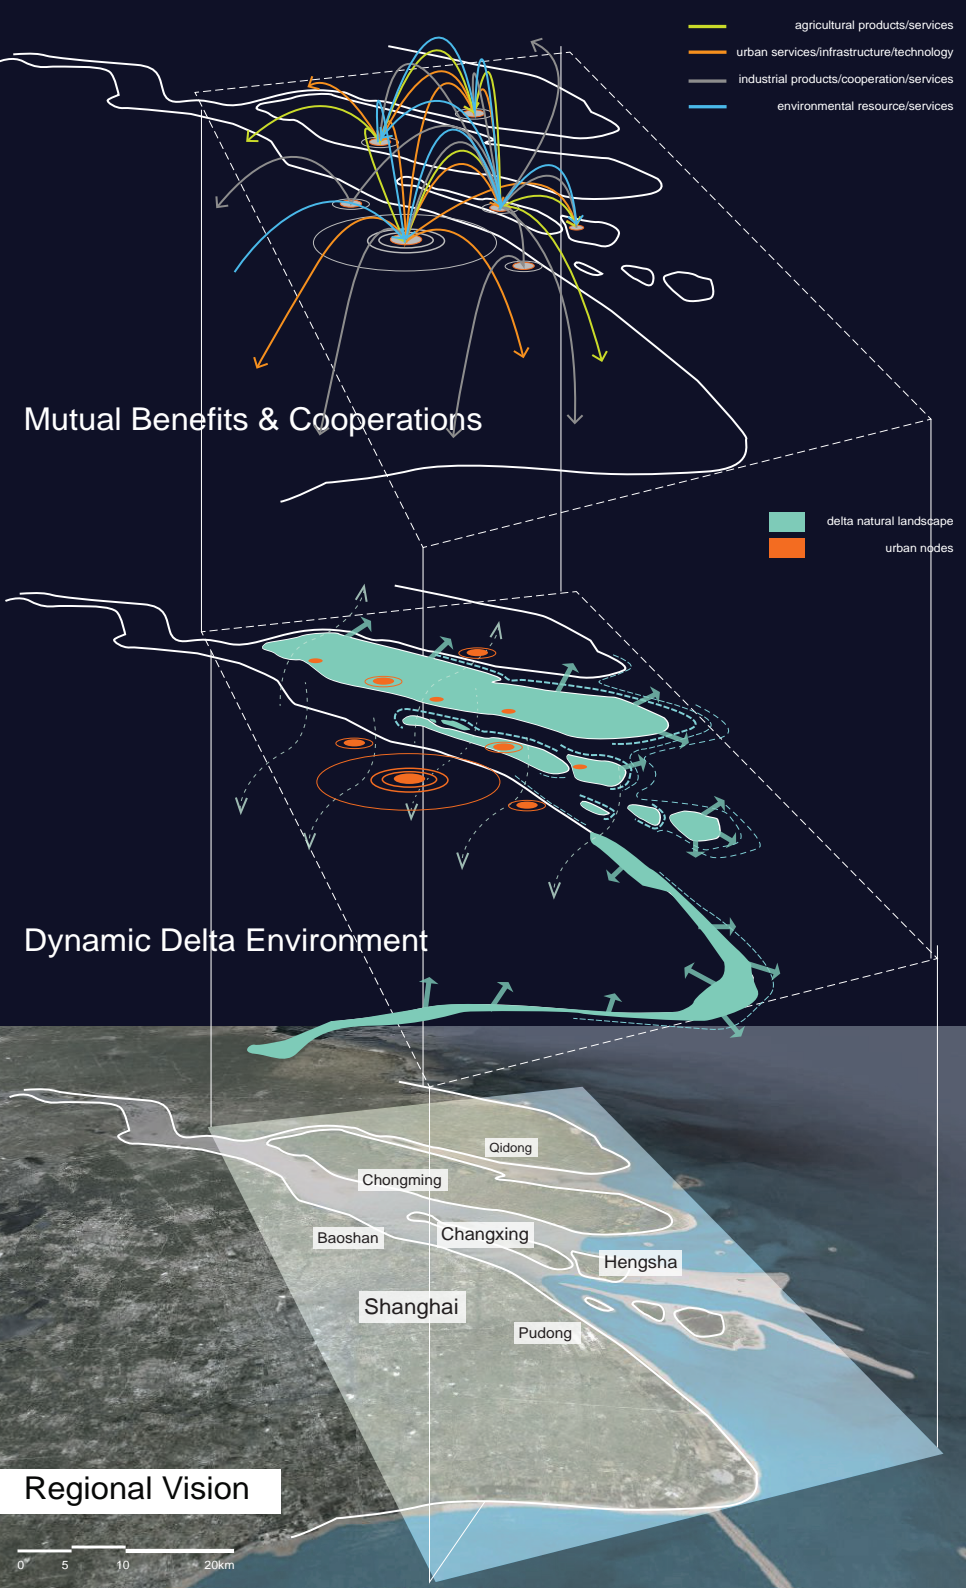 agricultural products/services
urban services/infrastructure/technology
industrial products/cooperation/services
environmental resource/services
Mutual Benefits & Cooperations
delta natural landscape
urban nodes
Dynamic Delta Environment
Qidong
Chongming
Baoshan
Changxing
Hengsha
Shanghai
Pudong
Regional Vision
0 5 10 20km